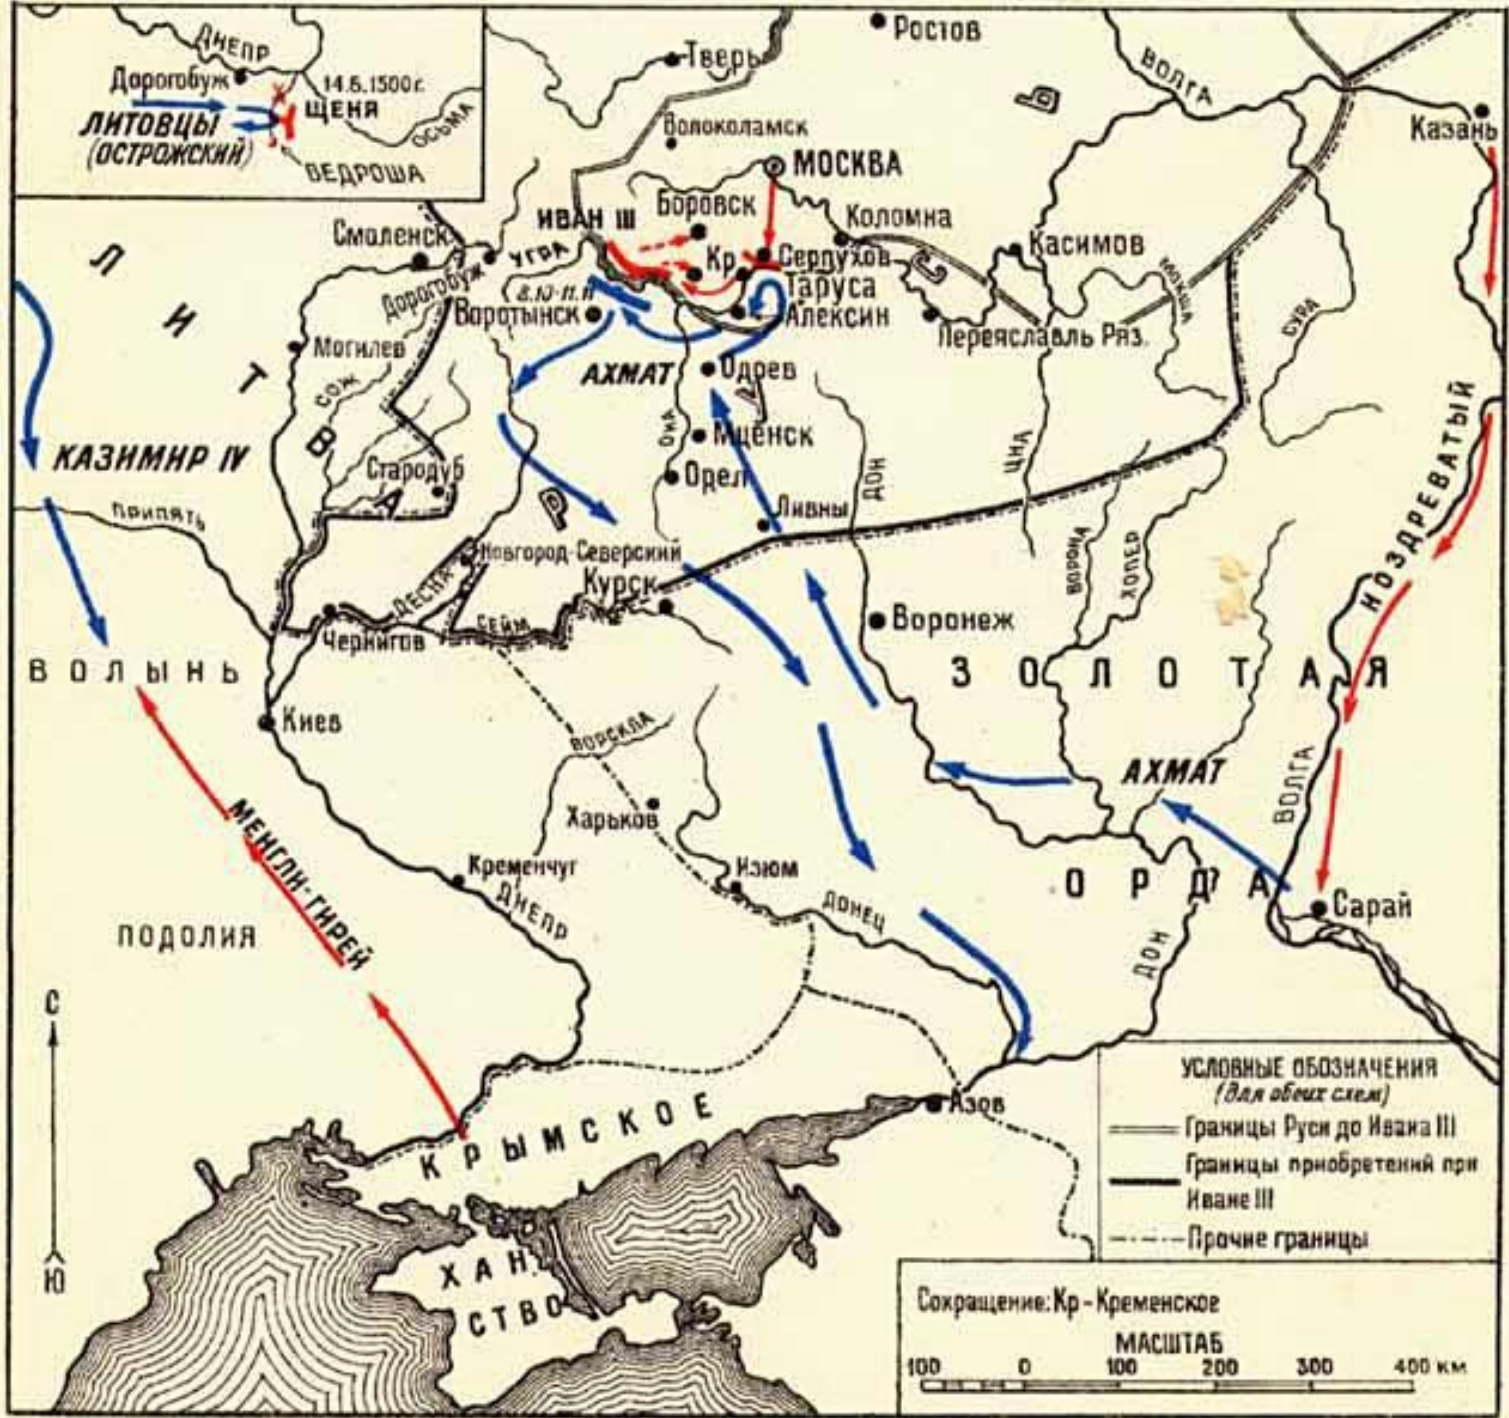 ДНЕПР
Дорогобуж
14.6.1500 г.
ЩЕНЯ
ОСЬМА
ЛИТОВЦЫ
(ОСТРОЖСКИЙ)
ВЕДРОША
Ростов
Тверь
ВОЛГА
Казань
Волоколамск
МОСКВА
ИВАН III
Боровск
Коломна
Касимов
Смоленск
УГРА
Кр
Серпухов
Дорогобуж
Таруса
8.10-11.11
Воротынск
Алексин
Переяславль Ряз.
СУРА
Могилев
СОЖ
АХМАТ
Одоев
ОКА
Мценск
ДОН
ЦНА
ЛИТВА
КАЗИМИР IV
Стародуб
Орел
ПРИПЯТЬ
Ливны
НОЗДРЕВАТЫЙ
Новгород-Северский
ДЕСНА
Курск
СЕЙМ
Чернигов
ВОРОНА
ХОПЕР
Воронеж
ВОЛЫНЬ
ЗОЛОТАЯ
Киев
ВОРСКЛА
АХМАТ
ВОЛГА
Харьков
МЕНГЛИ-ГИРЕЙ
Кременчуг
Изюм
ОРДА
Сарай
ДНЕПР
ДОНЕЦ
ПОДОЛИЯ
ДОН
С
Ю
КРЫМСКОЕ
Азов
ХАН
СТВО
УСЛОВНЫЕ ОБОЗНАЧЕНИЯ
(для обеих схем)
Границы Руси до Ивана III
Границы приобретений при
Иване III
Прочие границы
Сокращение: Кр - Кременское
МАСШТАБ
100 0 100 200 300 400 км